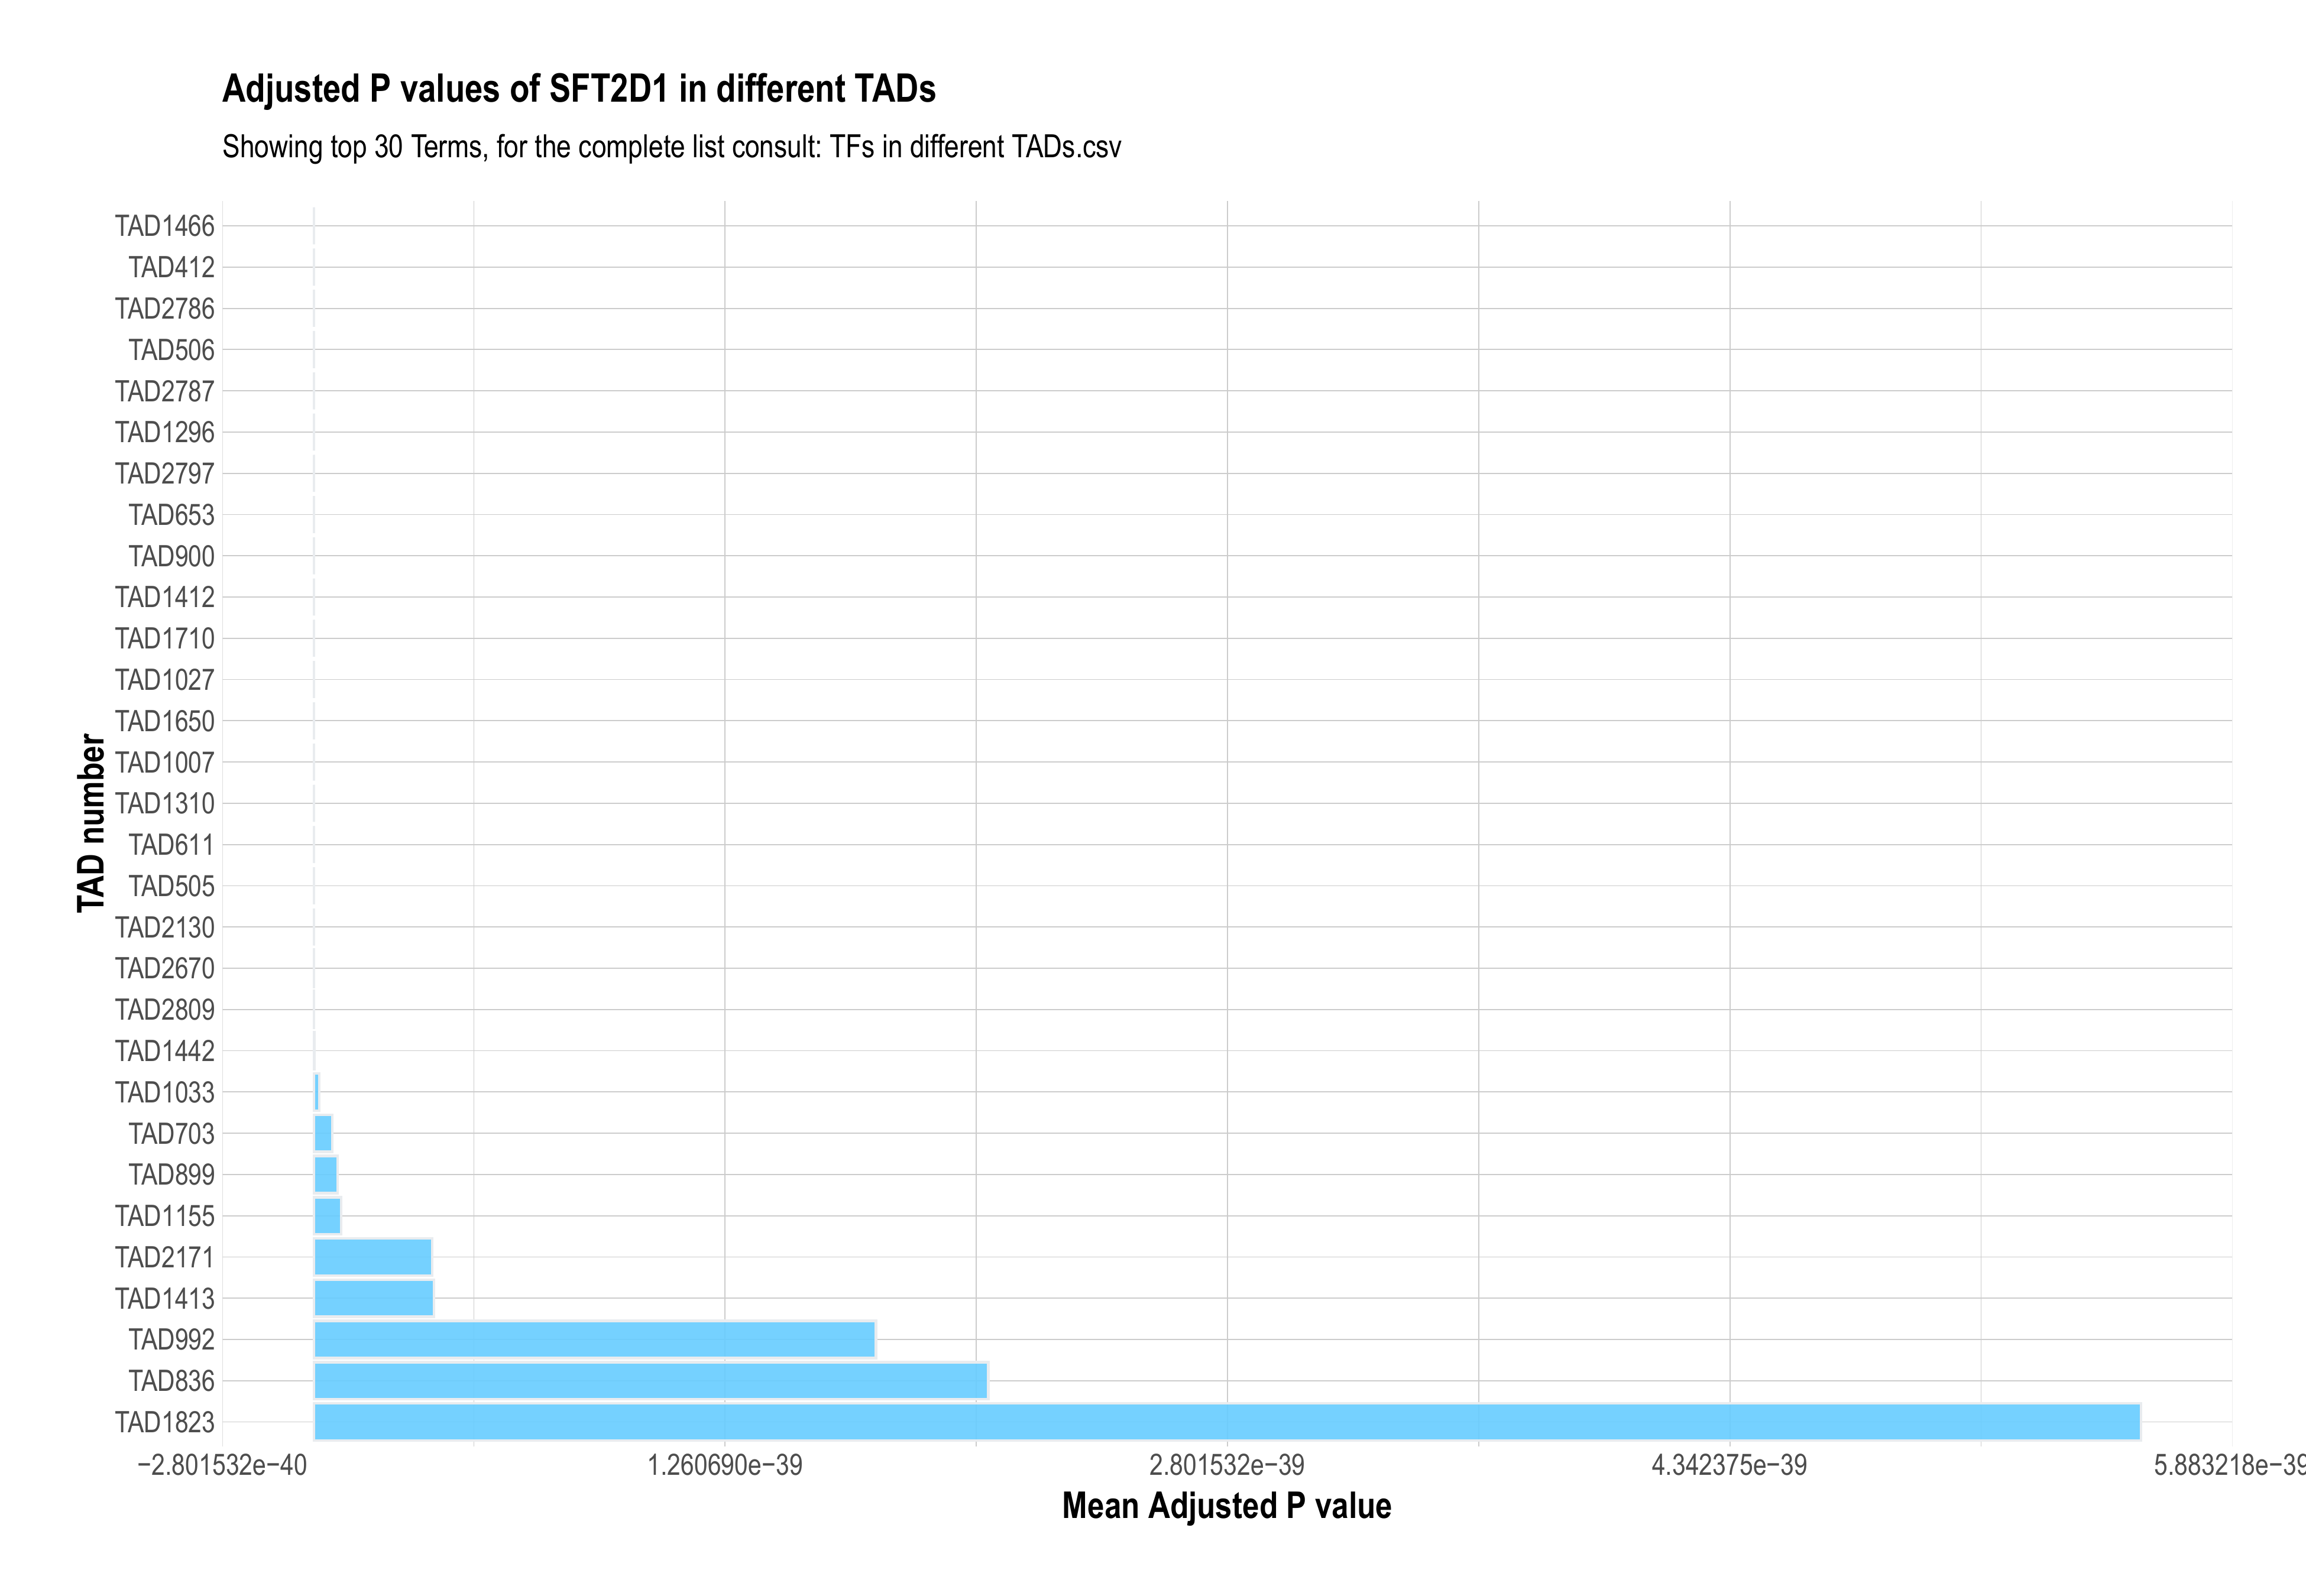 Adjusted P values of SFT2D1 in different TADs
Showing top 30 Terms, for the complete list consult: TFs in different TADs.csv
TAD number
TAD1466
TAD412
TAD2786
TAD506
TAD2787
TAD1296
TAD2797
TAD653
TAD900
TAD1412
TAD1710
TAD1027
TAD1650
TAD1007
TAD1310
TAD611
TAD505
TAD2130
TAD2670
TAD2809
TAD1442
TAD1033
TAD703
TAD899
TAD1155
TAD2171
TAD1413
TAD992
TAD836
TAD1823
−2.801532e−40 1.260690e−39 2.801532e−39 4.342375e−39 5.883218e−39
Mean Adjusted P value